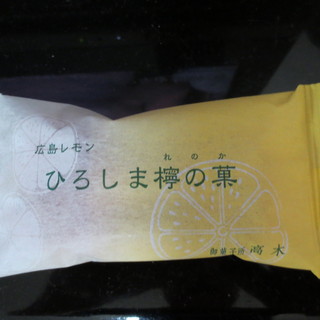 広島レモン
れのか
ひろしま檸の菓
御菓子所 高木